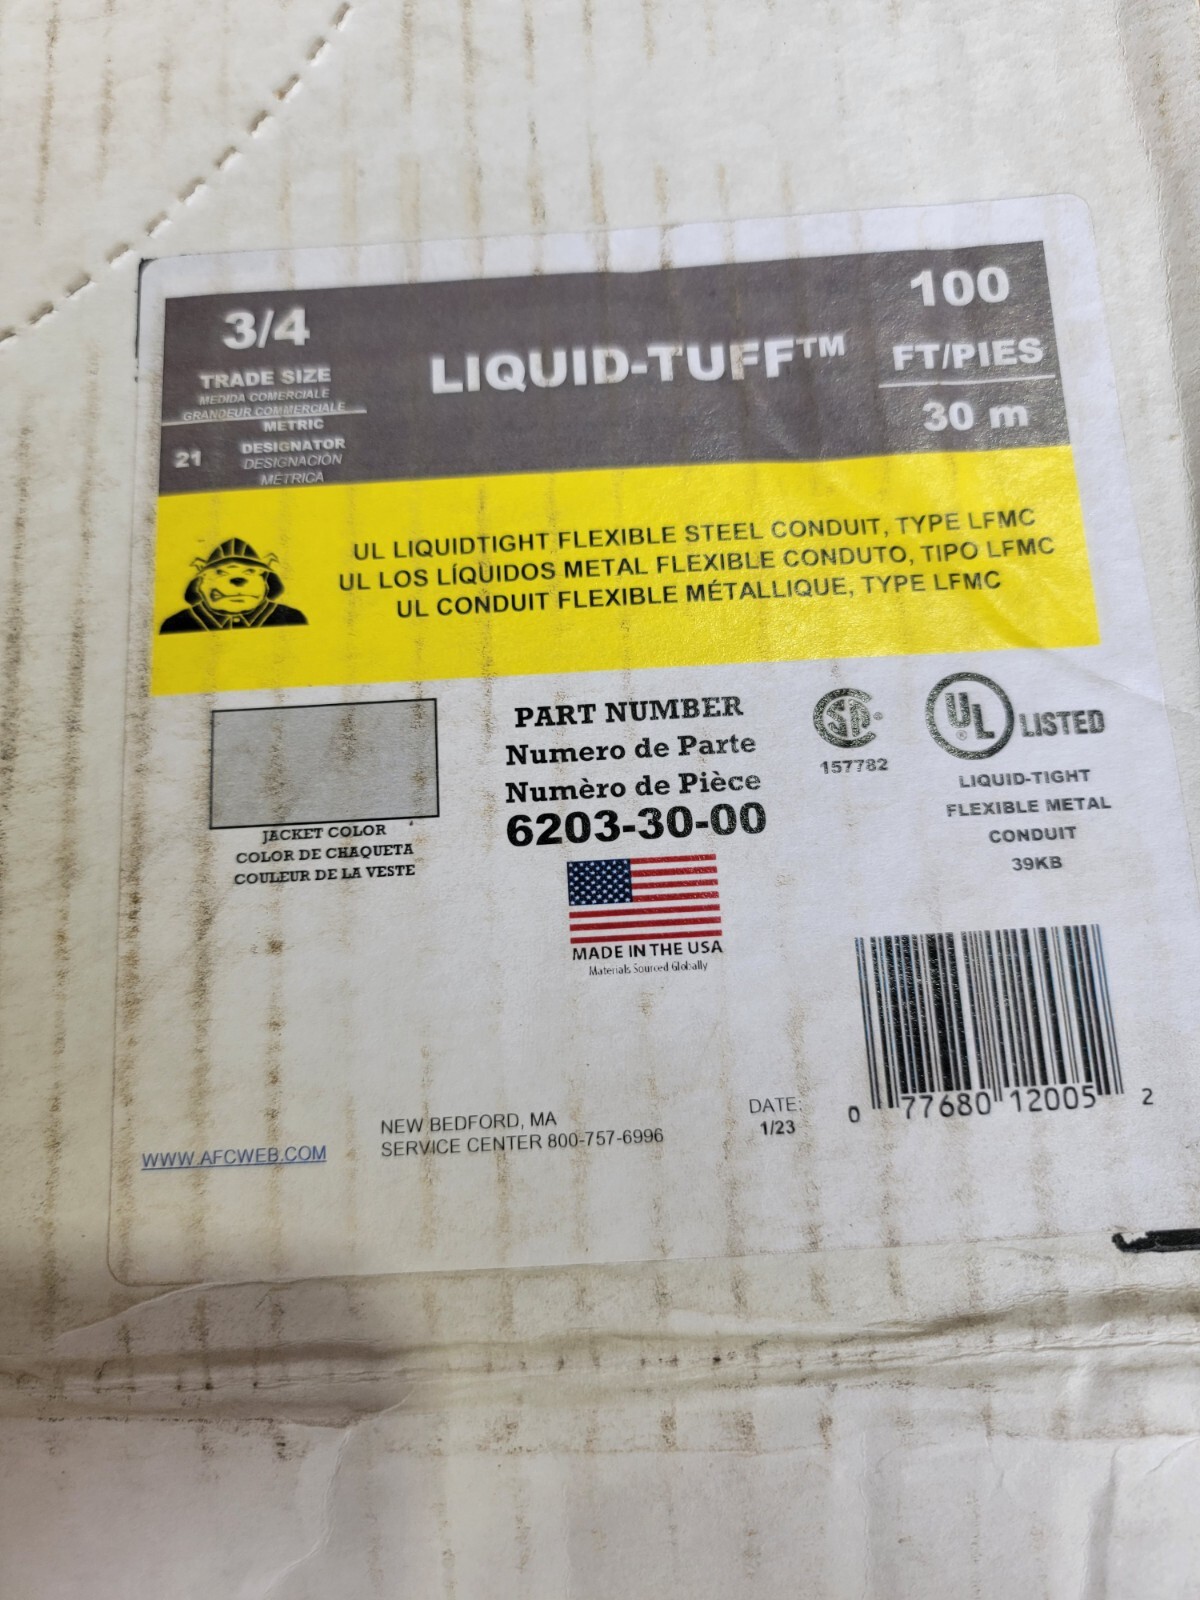 3/4
TRADE SIZE
MEDIDA COMERCIALE
GRANDEUR COMMERCIALE
METRIC
21 DESIGNATOR
DESIGNACIÓN
MÉTRICA
LIQUID-TUFF™
100
FT/PIES
30 m
UL LIQUIDTIGHT FLEXIBLE STEEL CONDUIT, TYPE LFMC
UL LOS LÍQUIDOS METAL FLEXIBLE CONDUTO, TIPO LFMC
UL CONDUIT FLEXIBLE MÉTALLIQUE, TYPE LFMC
JACKET COLOR
COLOR DE CHAQUETA
COULEUR DE LA VESTE
PART NUMBER
Numero de Parte
Numèro de Pièce
6203-30-00
MADE IN THE USA
Materials Sourced Globally
SP®
157782
UL® LISTED
LIQUID-TIGHT
FLEXIBLE METAL
CONDUIT
39KB
0 77680 12005 2
DATE:
1/23
NEW BEDFORD, MA
SERVICE CENTER 800-757-6996
WWW.AFCWEB.COM